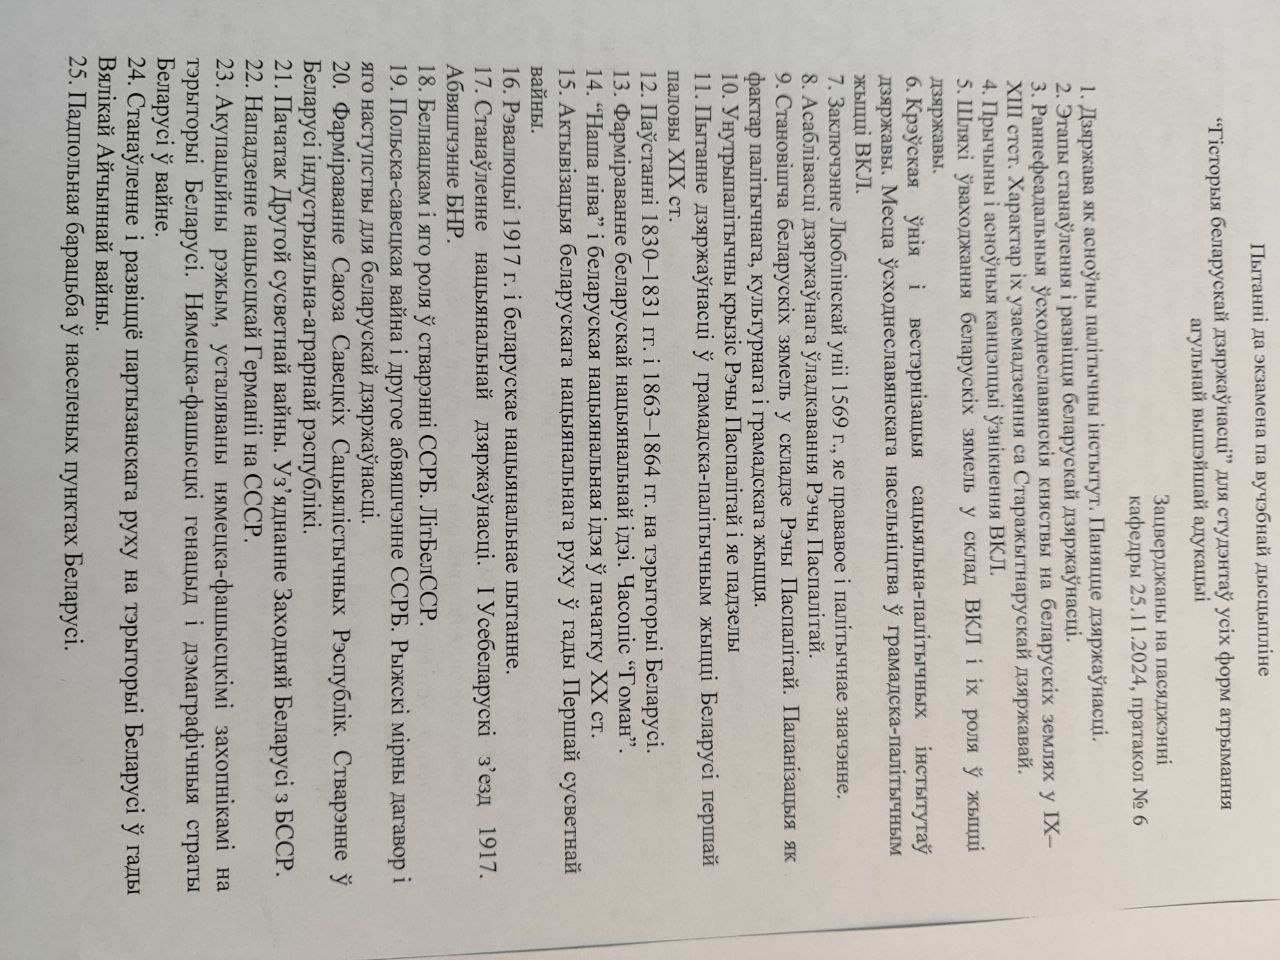 Пытанні да экзамена па вучэбнай дысцыпліне
“Гісторыя беларускай дзяржаўнасці” для студэнтаў усіх форм атрымання
агульнай вышэйшай адукацыі
Зацверджаны на пасяджэнні
кафедры 25.11.2024, пратакол № 6
1. Дзяржава як асноўны палітычны інстытут. Паняцце дзяржаўнасці.
2. Этапы станаўлення і развіцця беларускай дзяржаўнасці.
3. Раннефеадальныя ўсходнеславянскія княствы на беларускіх землях у IX–
XIII стст. Характар іх узаемадзеяння са Старажытнарускай дзяржавай.
4. Прычыны і асноўныя канцэпцыі ўзнікнення ВКЛ.
5. Шляхі ўваходжання беларускіх зямель у склад ВКЛ і іх роля ў жыцці
дзяржавы.
6. Крэўская ўнія і вестэрнізацыя сацыяльна-палітычных інстытутаў
дзяржавы. Месца ўсходнеславянскага насельніцтва ў грамадска-палітычным
жыцці ВКЛ.
7. Заключэнне Люблінскай уніі 1569 г., яе прававое і палітычнае значэнне.
8. Асаблівасці дзяржаўнага ўладкавання Рэчы Паспалітай.
9. Становішча беларускіх зямель у складзе Рэчы Паспалітай. Паланізацыя як
фактар палітычнага, культурнага і грамадскага жыцця.
10. Унутрыпалітычны крызіс Рэчы Паспалітай і яе падзелы
11. Пытанне дзяржаўнасці ў грамадска-палітычным жыцці Беларусі першай
паловы XIX ст.
12. Паўстанні 1830–1831 гг. і 1863–1864 гг. на тэрыторыі Беларусі.
13. Фарміраванне беларускай нацыянальнай ідэі. Часопіс “Гоман”.
14. “Наша ніва” і беларуская нацыянальная ідэя ў пачатку XX ст.
15. Актывізацыя беларускага нацыянальнага руху ў гады Першай сусветнай
вайны.
16. Рэвалюцыі 1917 г. і беларускае нацыянальнае пытанне.
17. Станаўленне нацыянальнай дзяржаўнасці. I Усебеларускі з’езд 1917.
Абвяшчэнне БНР.
18. Белнацкам і яго роля ў стварэнні ССРБ. ЛітБелССР.
19. Польска-савецкая вайна і другое абвяшчэнне ССРБ. Рыжскі мірны дагавор і
яго наступствы для беларускай дзяржаўнасці.
20. Фарміраванне Саюза Савецкіх Сацыялістычных Рэспублік. Стварэнне ў
Беларусі індустрыяльна-аграрнай рэспублікі.
21. Пачатак Другой сусветнай вайны. Уз’яднанне Заходняй Беларусі з БССР.
22. Нападзенне нацысцкай Германіі на СССР.
23. Акупацыйны рэжым, усталяваны нямецка-фашысцкімі захопнікамі на
тэрыторыі Беларусі. Нямецка-фашысцкі генацыд і дэмаграфічныя страты
Беларусі ў вайне.
24. Станаўленне і развіццё партызанскага руху на тэрыторыі Беларусі ў гады
Вялікай Айчыннай вайны.
25. Падпольная барацьба ў населеных пунктах Беларусі.